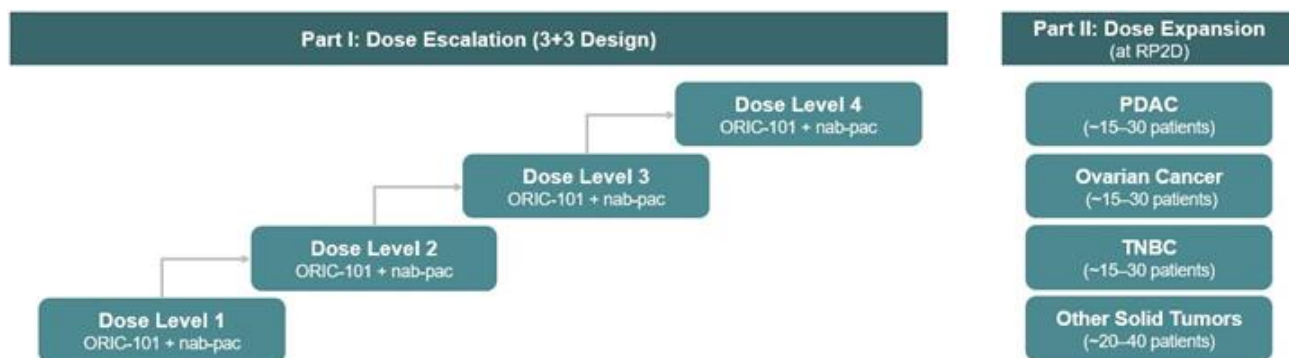 Part I: Dose Escalation (3+3 Design)
Dose Level 4
ORIC-101 + nab-pac
Dose Level 3
ORIC-101 + nab-pac
Dose Level 2
ORIC-101 + nab-pac
Dose Level 1
ORIC-101 + nab-pac
Part II: Dose Expansion
(at RP2D)
PDAC
(~15–30 patients)
Ovarian Cancer
(~15–30 patients)
TNBC
(~15–30 patients)
Other Solid Tumors
(~20–40 patients)